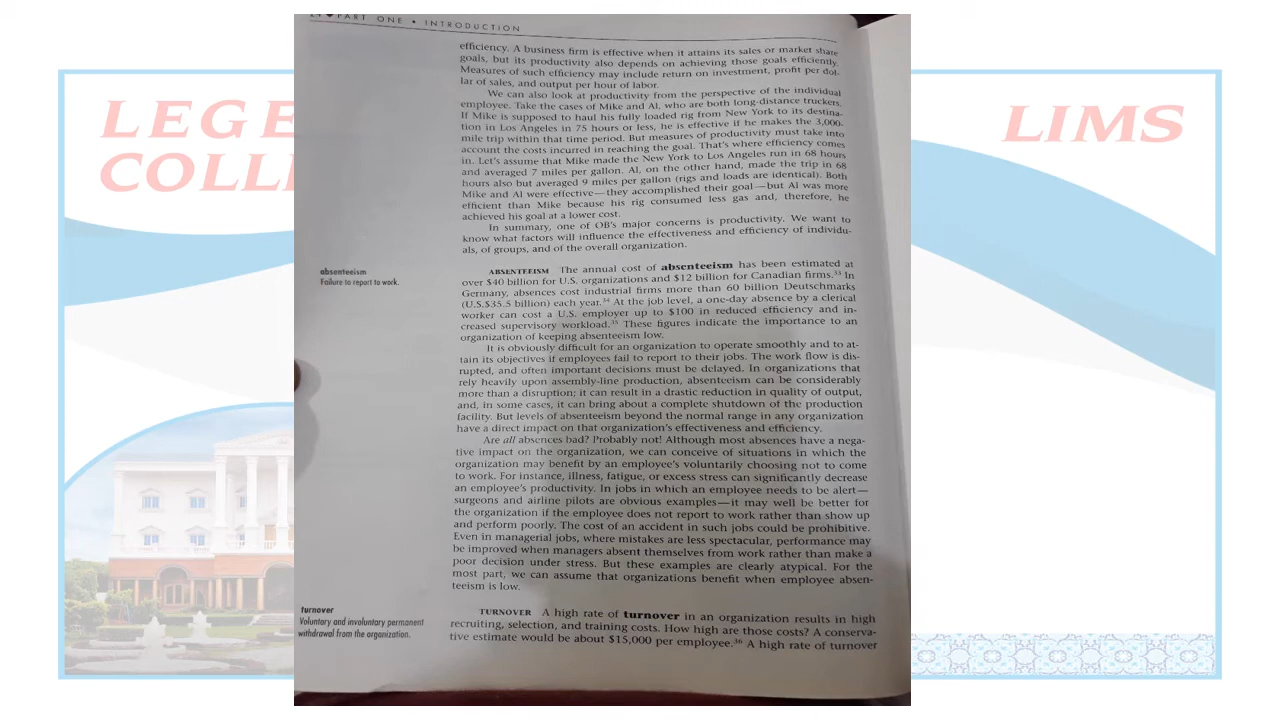 PART ONE • INTRODUCTION
LEGE
COLL
LIMS
efficiency. A business firm is effective when it attains its sales or market share
goals, but its productivity also depends on achieving those goals efficiently.
Measures of such efficiency may include return on investment, profit per dol-
lar of sales, and output per hour of labor.
We can also look at productivity from the perspective of the individual
employee. Take the cases of Mike and Al, who are both long-distance truckers.
If Mike is supposed to haul his fully loaded rig from New York to its destina-
tion in Los Angeles in 75 hours or less, he is effective if he makes the 3,000-
mile trip within that time period. But measures of productivity must take into
account the costs incurred in reaching the goal. That's where efficiency comes
in. Let's assume that Mike made the New York to Los Angeles run in 68 hours
and averaged 7 miles per gallon. Al, on the other hand, made the trip in 68
hours also but averaged 9 miles per gallon (rigs and loads are identical). Both
Mike and Al were effective—they accomplished their goal—but Al was more
efficient than Mike because his rig consumed less gas and, therefore, he
achieved his goal at a lower cost.
In summary, one of OB's major concerns is productivity. We want to
know what factors will influence the effectiveness and efficiency of individu-
als, of groups, and of the overall organization.
absenteeism
Failure to report to work.
ABSENTEEISM The annual cost of absenteeism has been estimated at
over $40 billion for U.S. organizations and $12 billion for Canadian firms.33 In
Germany, absences cost industrial firms more than 60 billion Deutschmarks
(U.S.$35.5 billion) each year.34 At the job level, a one-day absence by a clerical
worker can cost a U.S. employer up to $100 in reduced efficiency and in-
creased supervisory workload.35 These figures indicate the importance to an
organization of keeping absenteeism low.
It is obviously difficult for an organization to operate smoothly and to at-
tain its objectives if employees fail to report to their jobs. The work flow is dis-
rupted, and often important decisions must be delayed. In organizations that
rely heavily upon assembly-line production, absenteeism can be considerably
more than a disruption; it can result in a drastic reduction in quality of output,
and, in some cases, it can bring about a complete shutdown of the production
facility. But levels of absenteeism beyond the normal range in any organization
have a direct impact on that organization's effectiveness and efficiency.
Are all absences bad? Probably not! Although most absences have a nega-
tive impact on the organization, we can conceive of situations in which the
organization may benefit by an employee's voluntarily choosing not to come
to work. For instance, illness, fatigue, or excess stress can significantly decrease
an employee's productivity. In jobs in which an employee needs to be alert—
surgeons and airline pilots are obvious examples—it may well be better for
the organization if the employee does not report to work rather than show up
and perform poorly. The cost of an accident in such jobs could be prohibitive.
Even in managerial jobs, where mistakes are less spectacular, performance may
be improved when managers absent themselves from work rather than make a
poor decision under stress. But these examples are clearly atypical. For the
most part, we can assume that organizations benefit when employee absen-
teeism is low.
turnover
Voluntary and involuntary permanent
withdrawal from the organization.
TURNOVER A high rate of turnover in an organization results in high
recruiting, selection, and training costs. How high are those costs? A conserva-
tive estimate would be about $15,000 per employee.36 A high rate of turnover